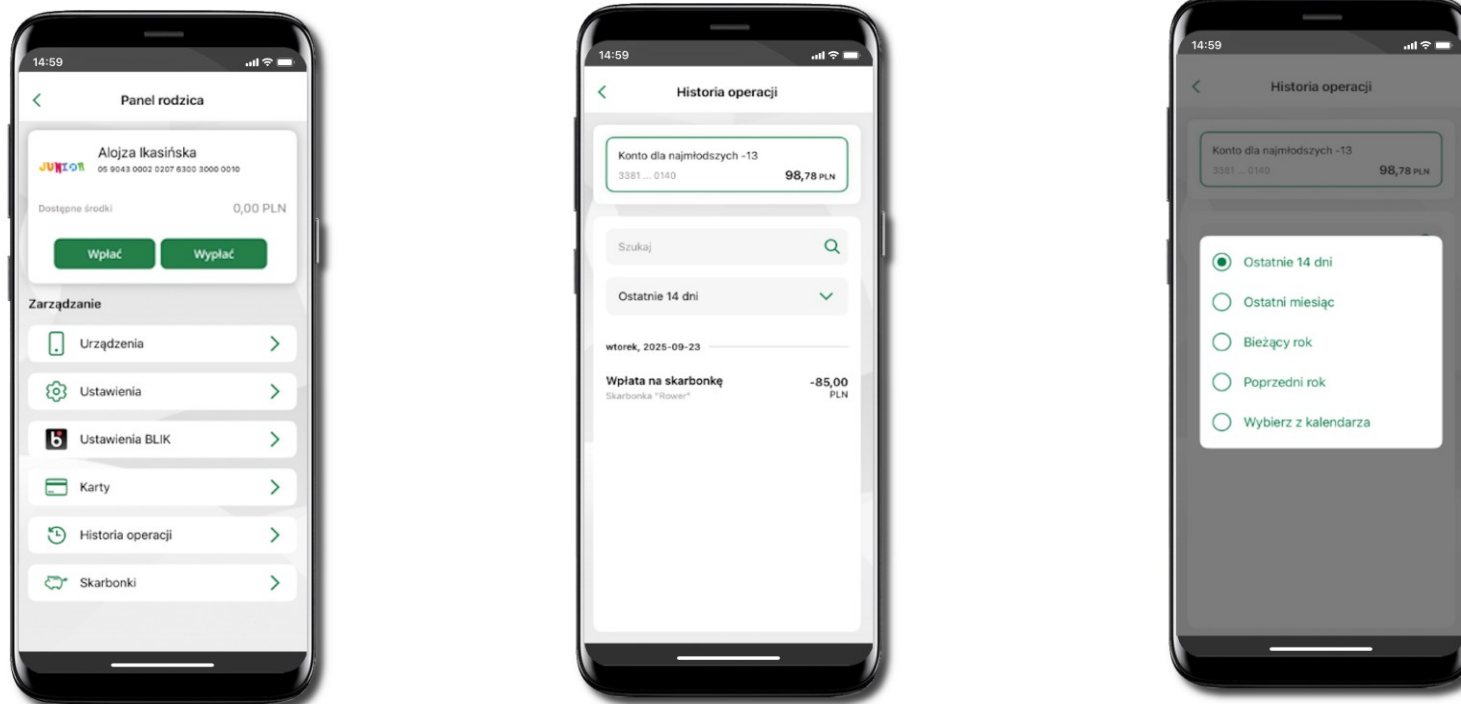 14:59
Panel rodzica
JUNIOR
Alojza Ikasińska
05 9043 0002 0207 6300 3000 0010
Dostępne środki
0,00 PLN
Wpłać
Wypłać
Zarządzanie
Urządzenia
Ustawienia
Ustawienia BLIK
Karty
Historia operacji
Skarbonki
14:59
Historia operacji
Konto dla najmłodszych -13
3381 ... 0140
98,78 PLN
Szukaj
Ostatnie 14 dni
wtorek, 2025-09-23
Wpłata na skarbonkę
-85,00
Skarbonka "Rower"
PLN
14:59
Historia operacji
Konto dla najmłodszych -13
3381 ... 0140
98,78 PLN
Ostatnie 14 dni
Ostatni miesiąc
Bieżący rok
Poprzedni rok
Wybierz z kalendarza